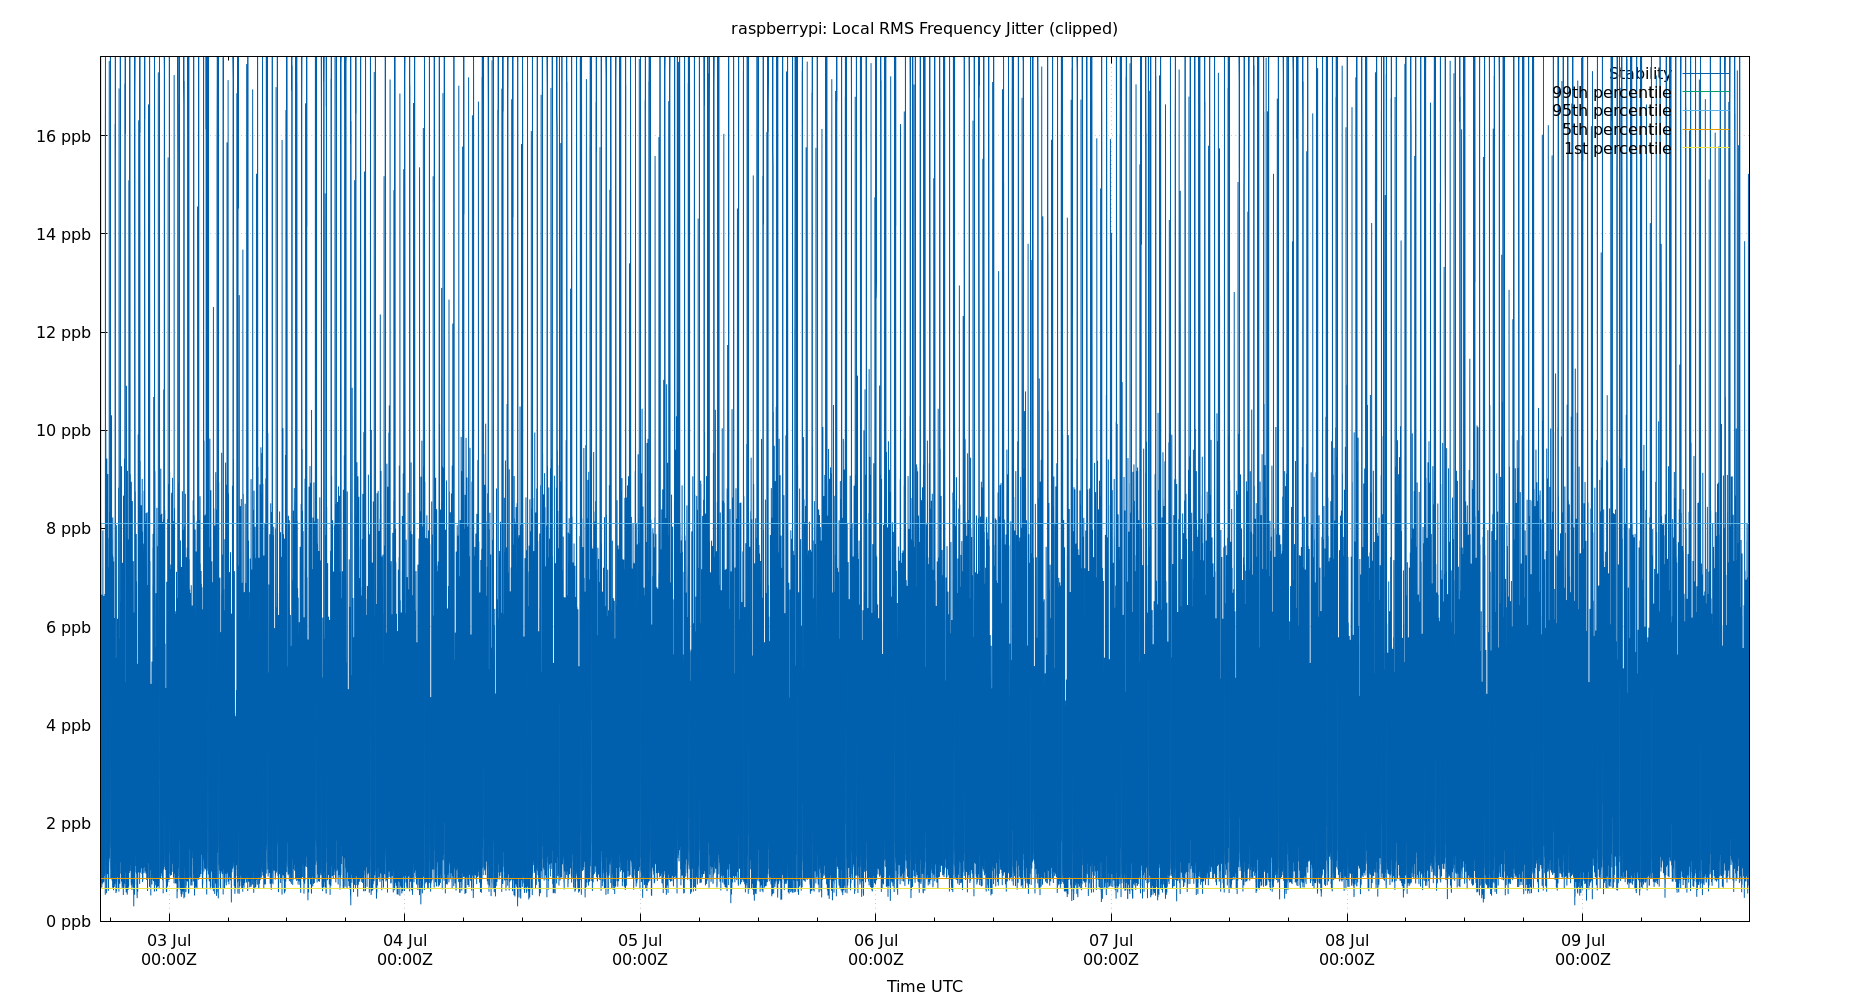 raspberrypi: Local RMS Frequency Jitter (clipped)
Stability
99th percentile
95th percentile
5th percentile
1st percentile
16 ppb
14 ppb
12 ppb
10 ppb
8 ppb
6 ppb
4 ppb
2 ppb
0 ppb
03 Jul 04 Jul 05 Jul 06 Jul 07 Jul 08 Jul 09 Jul
00:00Z 00:00Z 00:00Z 00:00Z 00:00Z 00:00Z 00:00Z
Time UTC